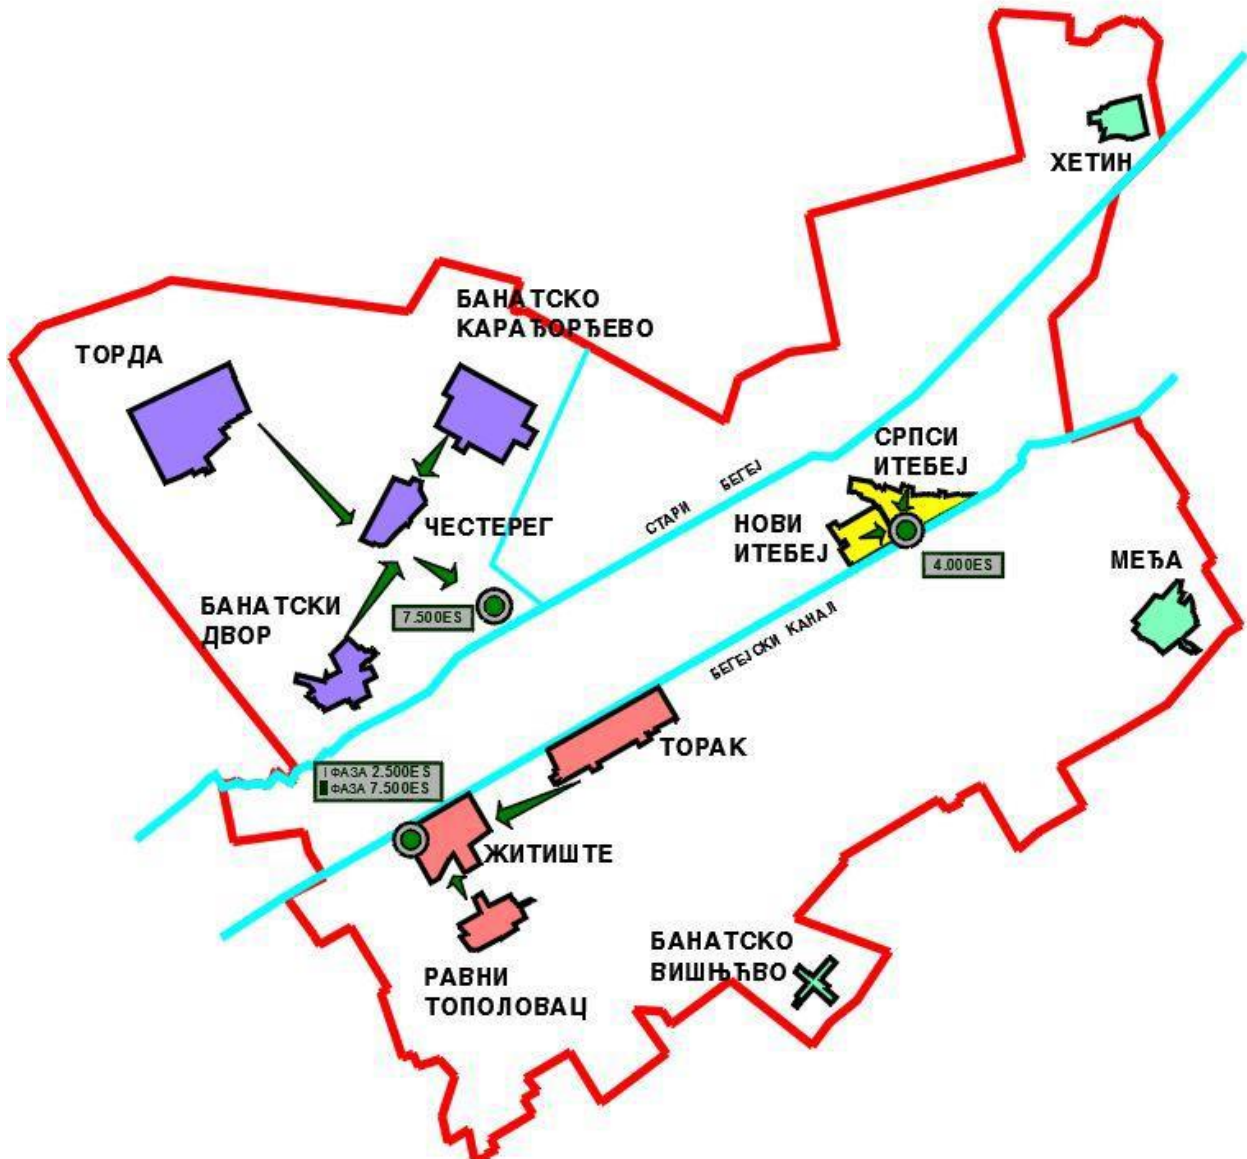 ХЕТИН
БАНАТСКО
КАРАЂОРЂЕВО
ТОРДА
СРПСИ
ИТЕБЕЈ
СТАРИ БЕГЕЈ
ЧЕСТЕРЕГ
НОВИ
ИТЕБЕЈ
4.000ES
МЕЂА
БАНАТСКИ
ДВОР
7.500ES
БЕГЕЈСКИ КАНАЛ
ТОРАК
I ФАЗА 2.500ES
ФАЗА 7.500ES
ЖИТИШТЕ
БАНАТСКО
ВИШЊЋВО
РАВНИ
ТОПОЛОВАЦ